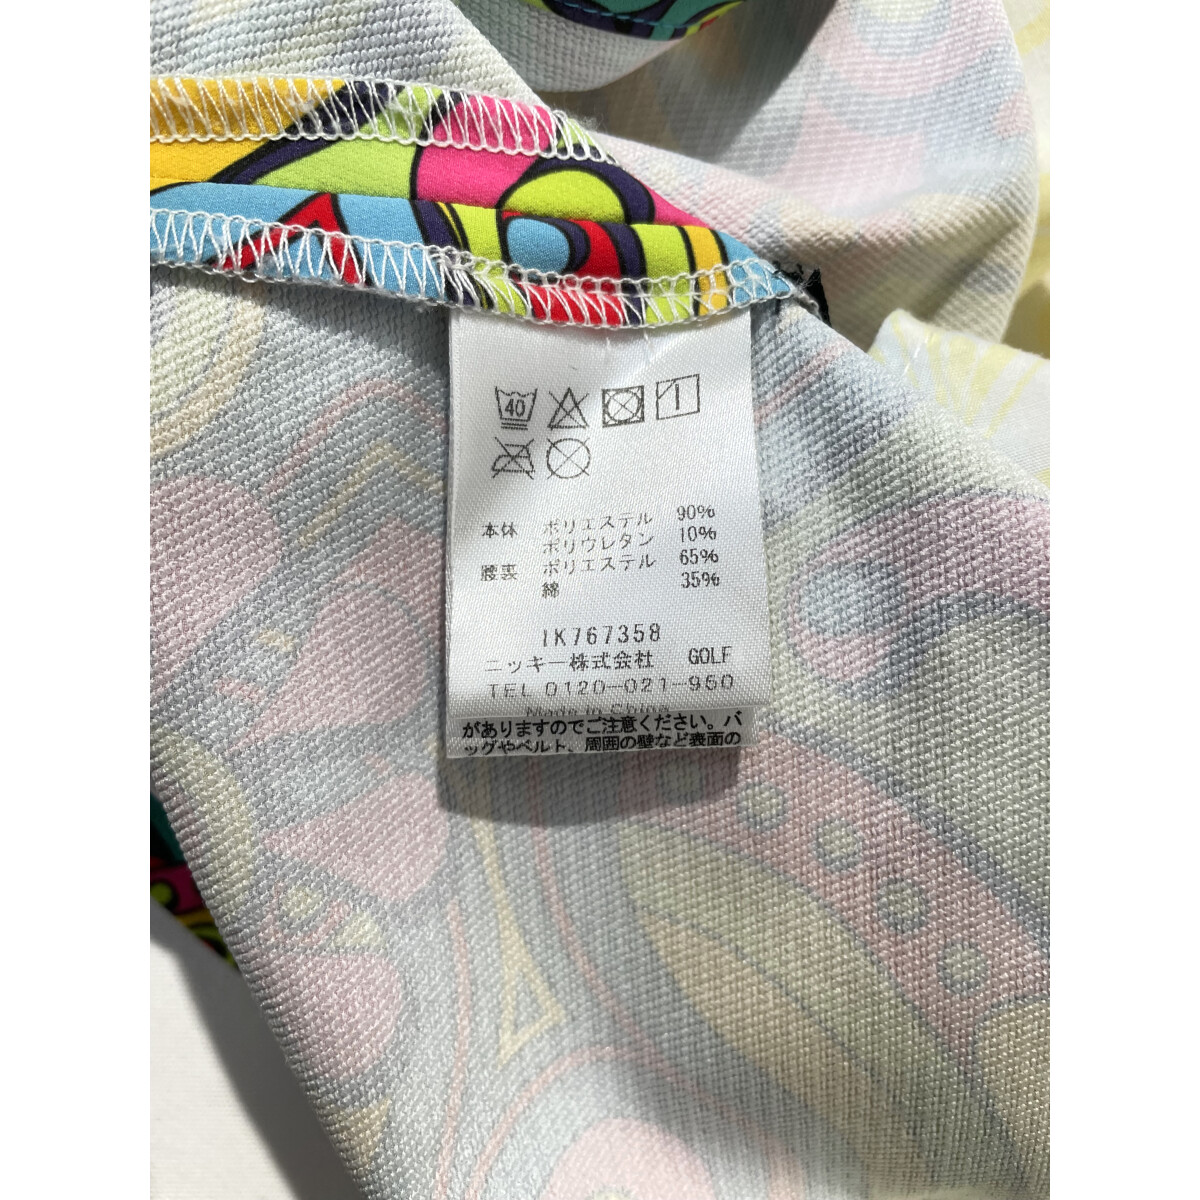 40
本体 ポリエステル 90%
ポリウレタン 10%
腰裏 ポリエステル 65%
綿 35%
IK767358
ニッキー株式会社 GOLF
TEL 0120-021-950
Made in China
がありますのでご注意ください。バ
ッグやベルト、周囲の壁など表面の